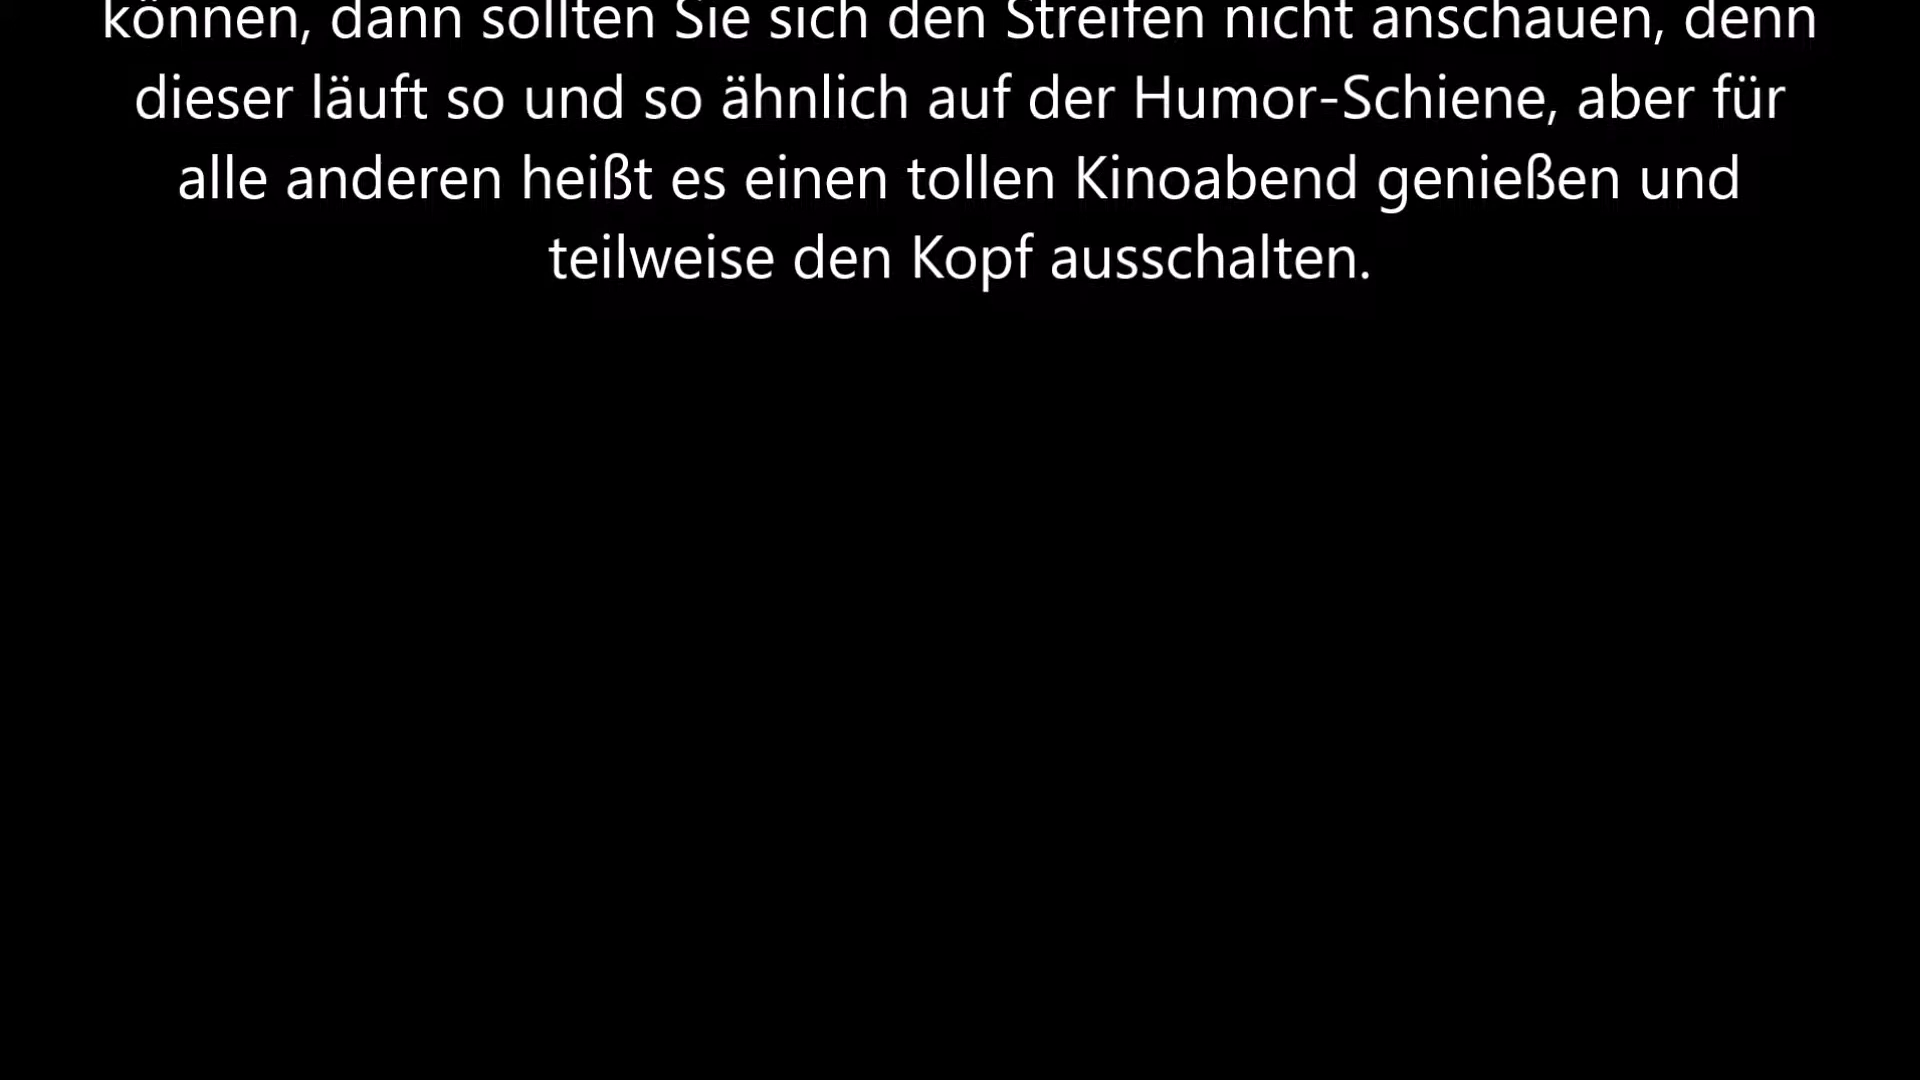 können, dann sollten Sie sich den Streifen nicht anschauen, denn
dieser läuft so und so ähnlich auf der Humor-Schiene, aber für
alle anderen heißt es einen tollen Kinoabend genießen und
teilweise den Kopf ausschalten.